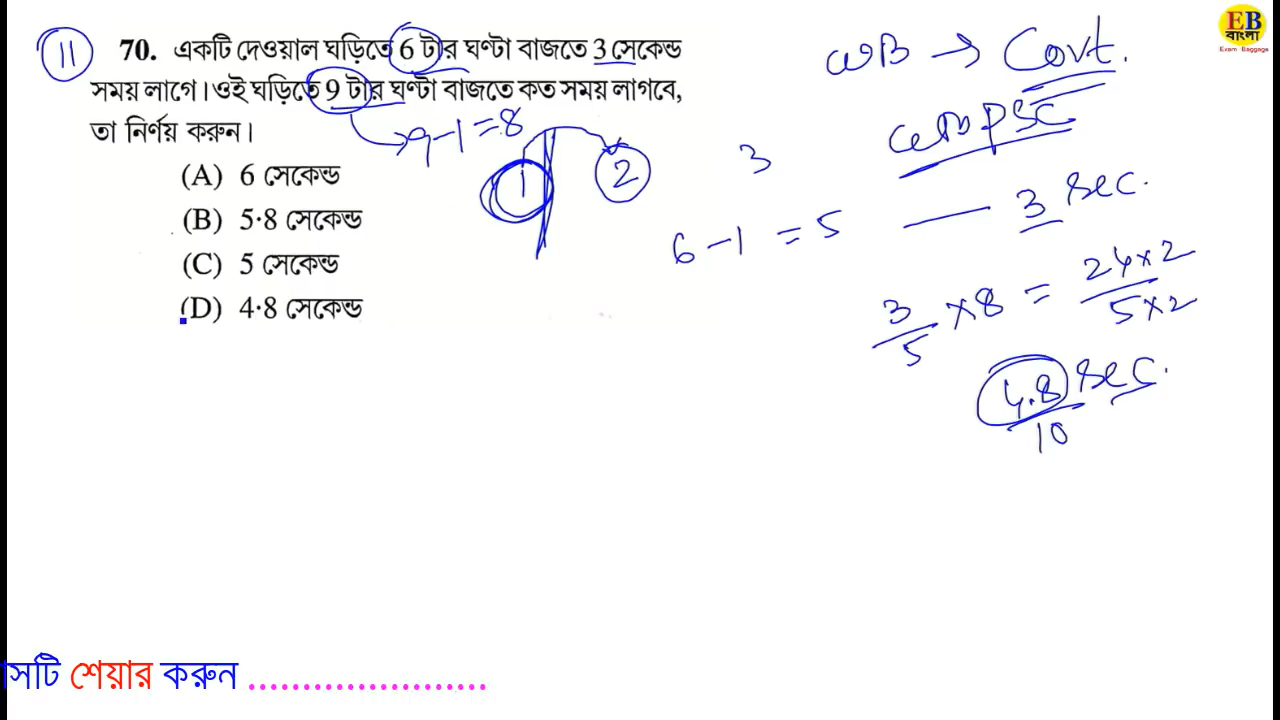 11
70. একটি দেওয়াল ঘড়িতে 6 টার ঘণ্টা বাজতে 3 সেকেন্ড
সময় লাগে। ওই ঘড়িতে 9 টার ঘণ্টা বাজতে কত সময় লাগবে,
তা নির্ণয় করুন।
9-1=8
(A) 6 সেকেন্ড
(B) 5·8 সেকেন্ড
(C) 5 সেকেন্ড
(D) 4·8 সেকেন্ড
1 2
WB → Govt.
PSC
3
6-1 = 5 — 3 sec.
3/5 ×8 = 24×2/5×2
4.8 sec.
10
EB
বাংলা
Exam Baggage
সটি শেয়ার করুন ......................